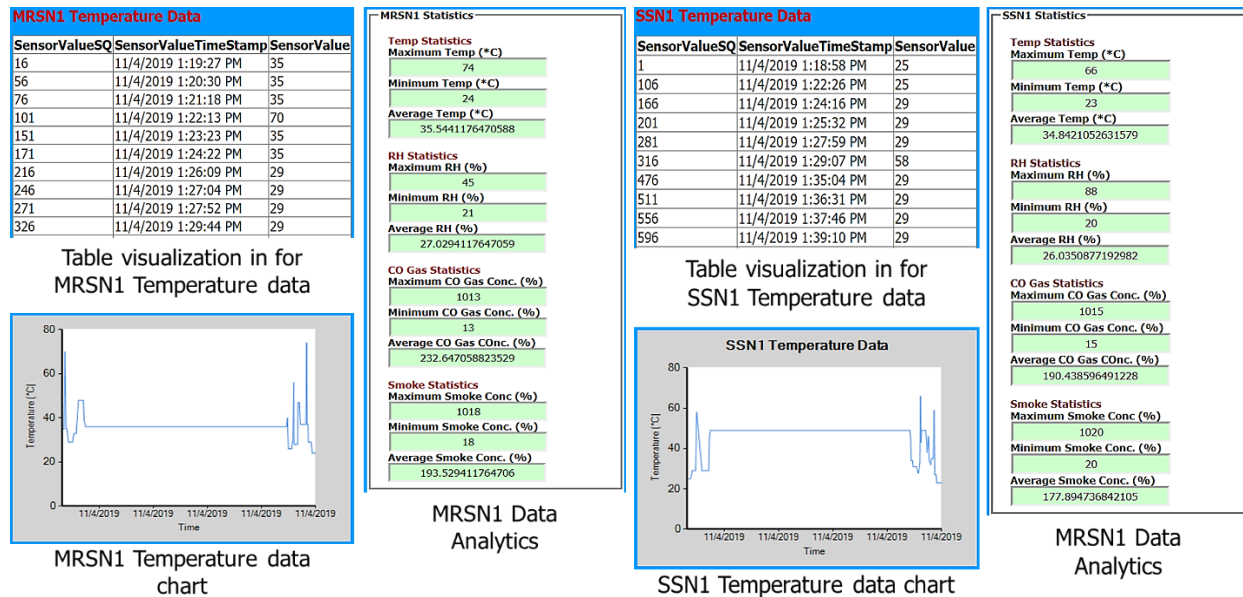 MRSN1 Temperature Data
SensorValueSQ SensorValueTimeStamp SensorValue
16 11/4/2019 1:19:27 PM 35
56 11/4/2019 1:20:30 PM 35
76 11/4/2019 1:21:18 PM 35
101 11/4/2019 1:22:13 PM 70
151 11/4/2019 1:23:23 PM 35
171 11/4/2019 1:24:22 PM 35
216 11/4/2019 1:26:09 PM 29
246 11/4/2019 1:27:04 PM 29
271 11/4/2019 1:27:52 PM 29
326 11/4/2019 1:29:44 PM 29
Table visualization in for
MRSN1 Temperature data
80
60
40
20
0
Temperature [°C]
11/4/2019 11/4/2019 11/4/2019 11/4/2019 11/4/2019
Time
MRSN1 Temperature data
chart
MRSN1 Statistics
Temp Statistics
Maximum Temp (*C)
74
Minimum Temp (*C)
24
Average Temp (*C)
35.5441176470588
RH Statistics
Maximum RH (%)
45
Minimum RH (%)
21
Average RH (%)
27.0294117647059
CO Gas Statistics
Maximum CO Gas Conc. (%)
1013
Minimum CO Gas Conc. (%)
13
Average CO Gas COnc. (%)
232.647058823529
Smoke Statistics
Maximum Smoke Conc (%)
1018
Minimum Smoke Conc. (%)
18
Average Smoke Conc. (%)
193.529411764706
MRSN1 Data
Analytics
SSN1 Temperature Data
SensorValueSQ SensorValueTimeStamp SensorValue
1 11/4/2019 1:18:58 PM 25
106 11/4/2019 1:22:26 PM 25
166 11/4/2019 1:24:16 PM 29
201 11/4/2019 1:25:32 PM 29
281 11/4/2019 1:27:59 PM 29
316 11/4/2019 1:29:07 PM 58
476 11/4/2019 1:35:04 PM 29
511 11/4/2019 1:36:31 PM 29
556 11/4/2019 1:37:46 PM 29
596 11/4/2019 1:39:10 PM 29
Table visualization in for
SSN1 Temperature data
SSN1 Temperature Data
80
60
40
20
0
Temperature [°C]
11/4/2019 11/4/2019 11/4/2019 11/4/2019 11/4/2019
Time
SSN1 Temperature data chart
SSN1 Statistics
Temp Statistics
Maximum Temp (*C)
66
Minimum Temp (*C)
23
Average Temp (*C)
34.8421052631579
RH Statistics
Maximum RH (%)
88
Minimum RH (%)
20
Average RH (%)
26.0350877192982
CO Gas Statistics
Maximum CO Gas Conc. (%)
1015
Minimum CO Gas Conc. (%)
15
Average CO Gas COnc. (%)
190.438596491228
Smoke Statistics
Maximum Smoke Conc (%)
1020
Minimum Smoke Conc. (%)
20
Average Smoke Conc. (%)
177.894736842105
MRSN1 Data
Analytics